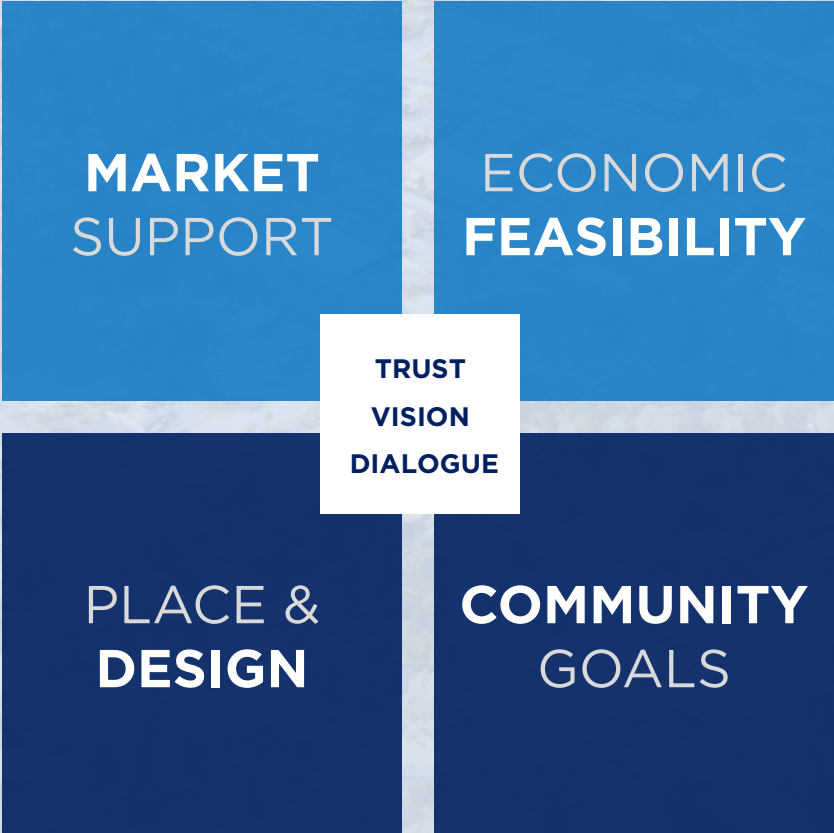 MARKET
SUPPORT
ECONOMIC
FEASIBILITY
TRUST
VISION
DIALOGUE
PLACE &
DESIGN
COMMUNITY
GOALS